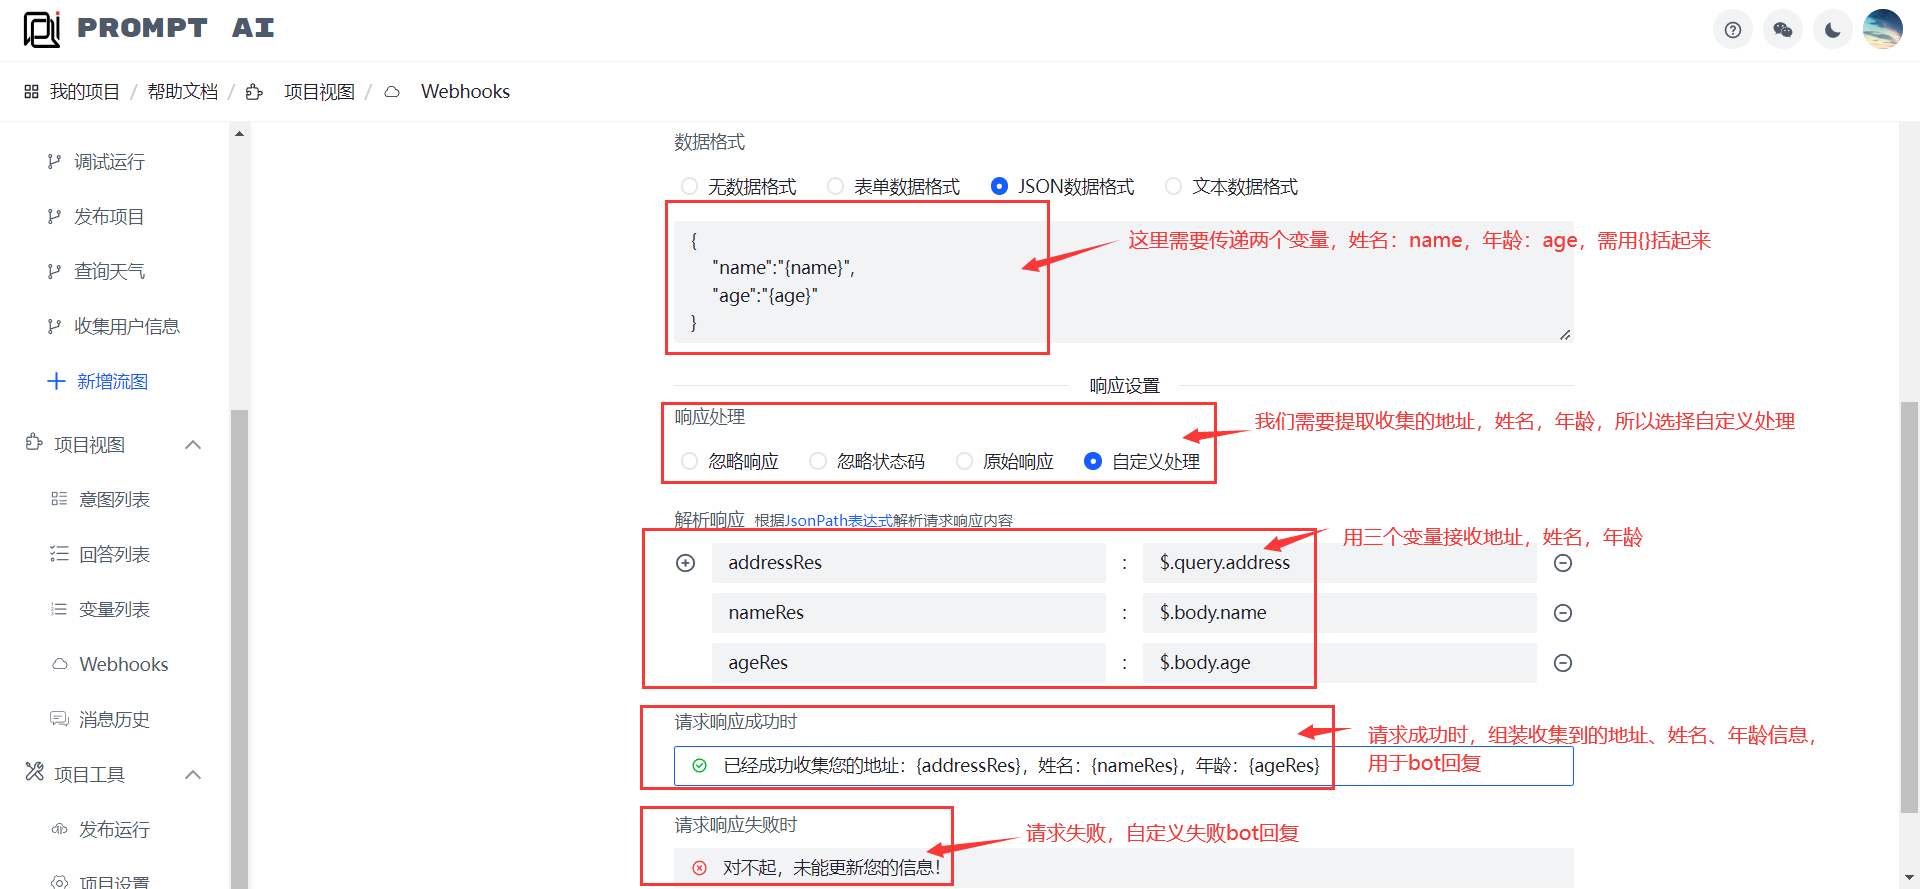 PROMPT AI
我的项目 / 帮助文档 / 项目视图 / Webhooks
调试运行
发布项目
查询天气
收集用户信息
新增流图
项目视图
意图列表
回答列表
变量列表
Webhooks
消息历史
项目工具
发布运行
项目设置
数据格式
无数据格式 表单数据格式 JSON数据格式 文本数据格式
{
"name":"{name}",
"age":"{age}"
}
这里需要传递两个变量，姓名：name，年龄：age，需用{}括起来
响应设置
响应处理
我们需要提取收集的地址，姓名，年龄，所以选择自定义处理
忽略响应 忽略状态码 原始响应 自定义处理
解析响应 根据JsonPath表达式解析请求响应内容
用三个变量接收地址，姓名，年龄
addressRes : $.query.address
nameRes : $.body.name
ageRes : $.body.age
请求响应成功时
已经成功收集您的地址：{addressRes}，姓名：{nameRes}，年龄：{ageRes}
请求成功时，组装收集到的地址、姓名、年龄信息，
用于bot回复
请求响应失败时
请求失败，自定义失败bot回复
对不起，未能更新您的信息！